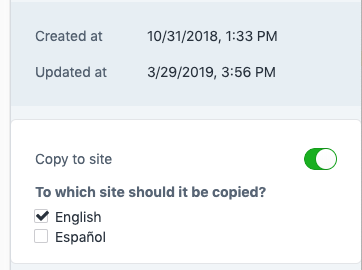 Created at 10/31/2018, 1:33 PM
Updated at 3/29/2019, 3:56 PM
Copy to site
To which site should it be copied?
English
Español